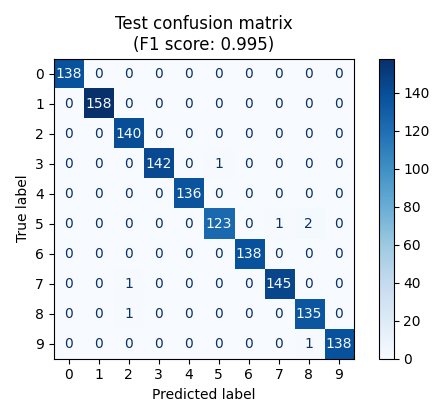 Test confusion matrix
(F1 score: 0.995)
0 138 0 0 0 0 0 0 0 0 0
1 0 158 0 0 0 0 0 0 0 0
2 0 0 140 0 0 0 0 0 0 0
3 0 0 0 142 0 1 0 0 0 0
4 0 0 0 0 136 0 0 0 0 0
5 0 0 0 0 0 123 0 1 2 0
6 0 0 0 0 0 0 138 0 0 0
7 0 0 1 0 0 0 0 145 0 0
8 0 0 1 0 0 0 0 0 135 0
9 0 0 0 0 0 0 0 0 1 138
0 1 2 3 4 5 6 7 8 9
True label
Predicted label
140
120
100
80
60
40
20
0